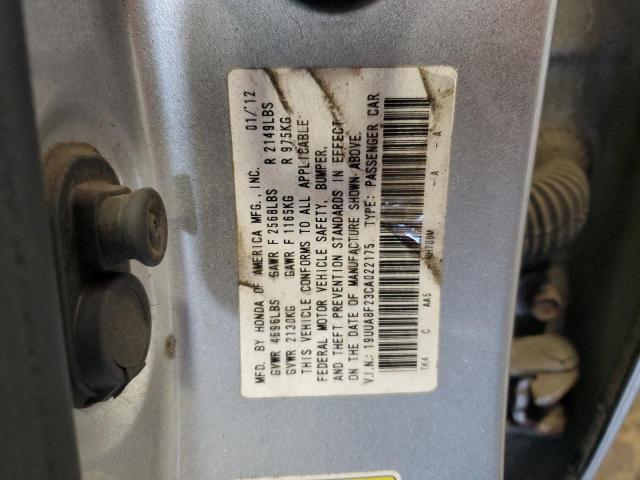 MFD. BY HONDA OF AMERICA MFG., INC. 01/'12
GVWR 4696LBS GAWR F 2568LBS R 2149LBS
GVWR 2130KG GAWR F 1165KG R 975KG
THIS VEHICLE CONFORMS TO ALL APPLICABLE
FEDERAL MOTOR VEHICLE SAFETY, BUMPER,
AND THEFT PREVENTION STANDARDS IN EFFECT
ON THE DATE OF MANUFACTURE SHOWN ABOVE.
V.I.N.: 19UUA8F23CA022175 TYPE: PASSENGER CAR
TK4 C AA5 NH700M - A - A